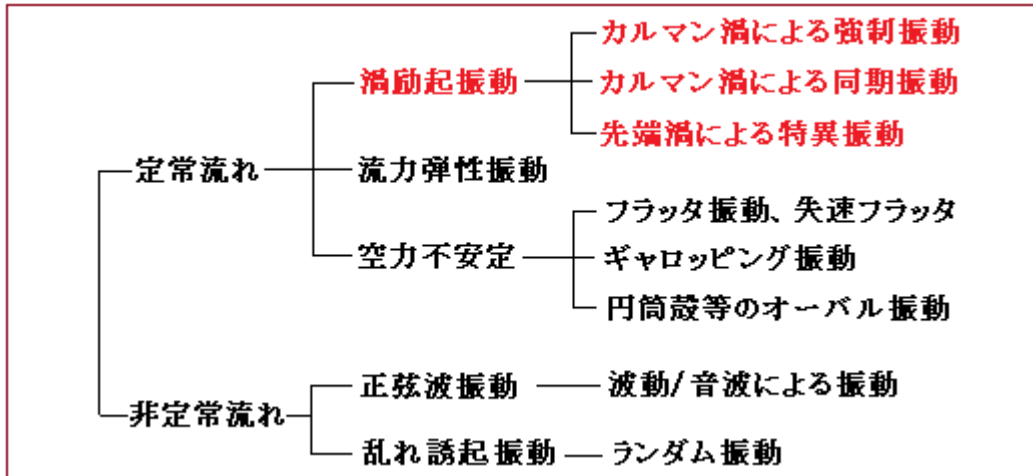 カルマン渦による強制振動
渦励起振動
カルマン渦による同期振動
先端渦による特異振動
定常流れ
流力弾性振動
フラッタ振動、失速フラッタ
空力不安定
ギャロッピング振動
円筒殻等のオーバル振動
正弦波振動
波動/音波による振動
非定常流れ
乱れ誘起振動
ランダム振動